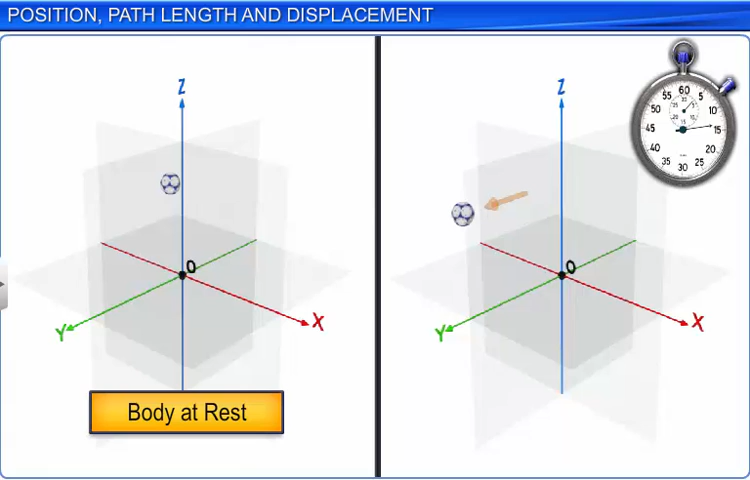 POSITION, PATH LENGTH AND DISPLACEMENT
Z
O
Y
X
Body at Rest
Z
O
Y
X
60
55
5
50
10
45
15
40
20
35
25
30